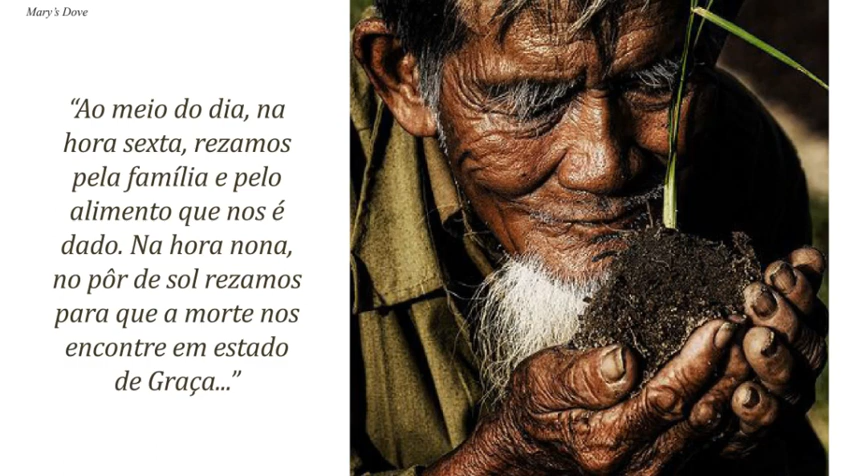 Mary's Dove
“Ao meio do dia, na
hora sexta, rezamos
pela família e pelo
alimento que nos é
dado. Na hora nona,
no pôr de sol rezamos
para que a morte nos
encontre em estado
de Graça...”